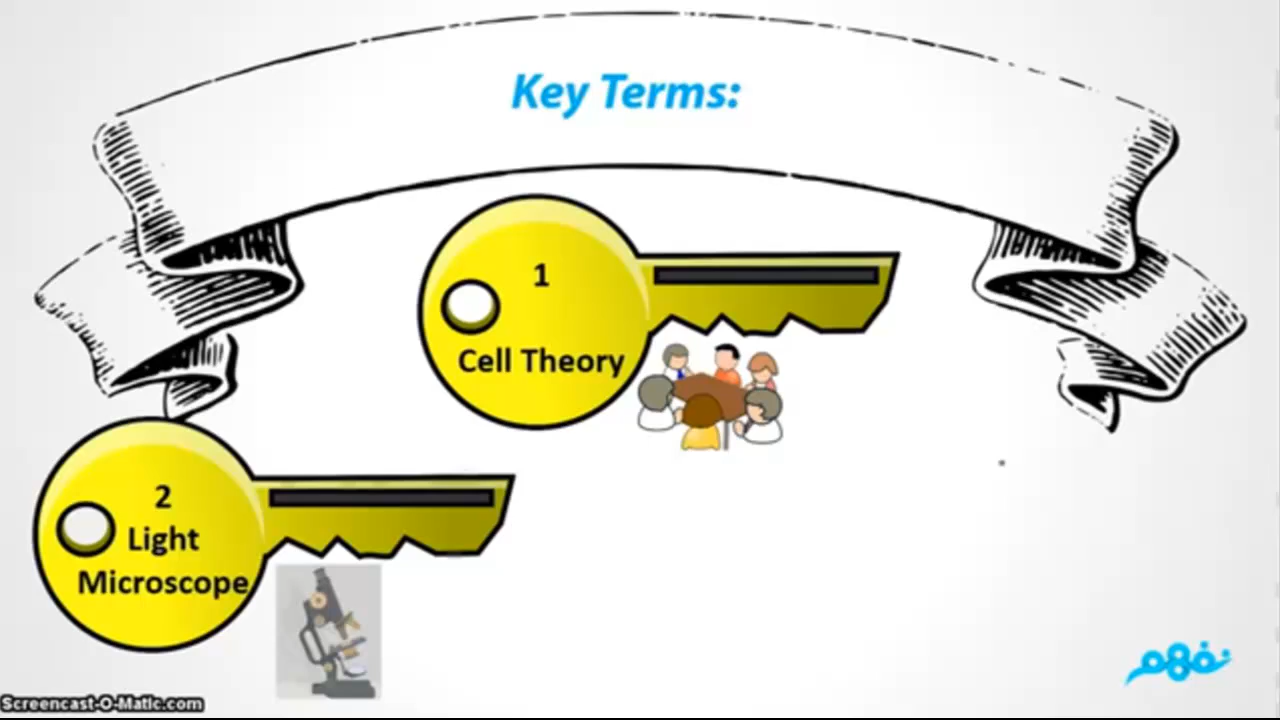 Key Terms:
1
Cell Theory
2
Light
Microscope
نفهم
Screencast-O-Matic.com